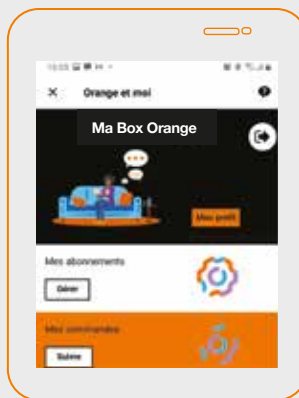 Orange et moi
Ma Box Orange
Mon profil
Mes abonnements
Gérer
Mes commandes
Suivre